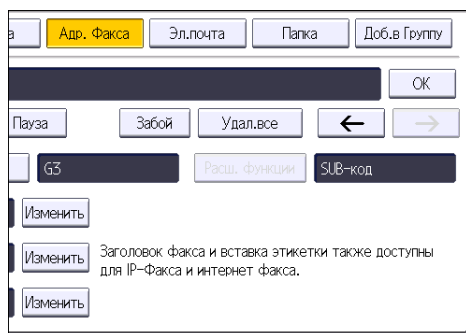 а Адр. Факса Эл.почта Папка Доб.в Группу
OK
Пауза Забой Удал.все ← →
G3 Расш. функции SUB-код
Изменить
Изменить Заголовок факса и вставка этикетки также доступны
для IP-Факса и интернет факса.
Изменить